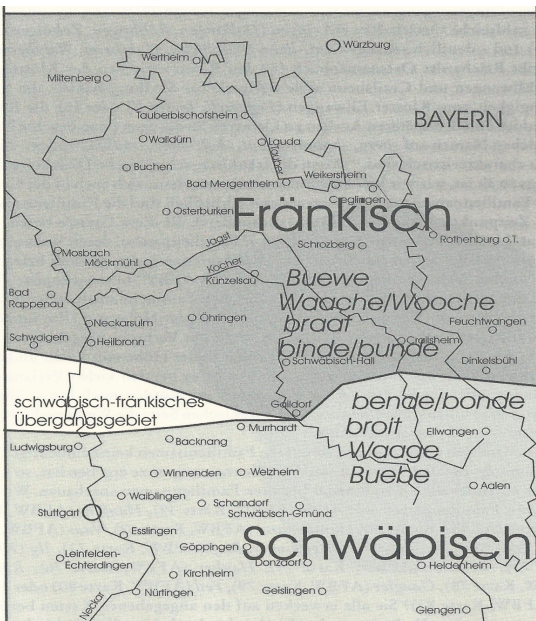 Würzburg
Wertheim
Miltenberg
BAYERN
Tauberbischofsheim
Walldürn
Lauda
Tauber
Buchen
Weikersheim
Bad Mergentheim
Creglingen
Osterburken
Fränkisch
Rothenburg o.T.
Jagst
Schrozberg
Mosbach
Möckmühl
Kocher
Künzelsau
Buewe
Bad
Rappenau
Waache/Wooche
Öhringen
braaf
Feuchtwangen
Neckarsulm
Schwaigern
Heilbronn
binde/bunde
Crailsheim
Schwäbisch-Hall
Dinkelsbühl
schwäbisch-fränkisches
Übergangsgebiet
Gaildorf
bende/bonde
Murrhardt
broit
Ellwangen
Ludwigsburg
Backnang
Waage
Winnenden
Welzheim
Buebe
Aalen
Waiblingen
Schorndorf
Stuttgart
Schwäbisch-Gmünd
Esslingen
Schwäbisch
Göppingen
Leinfelden-
Echterdingen
Donzdorf
Heidenheim
Kirchheim
Nürtingen
Geislingen
Neckar
Giengen